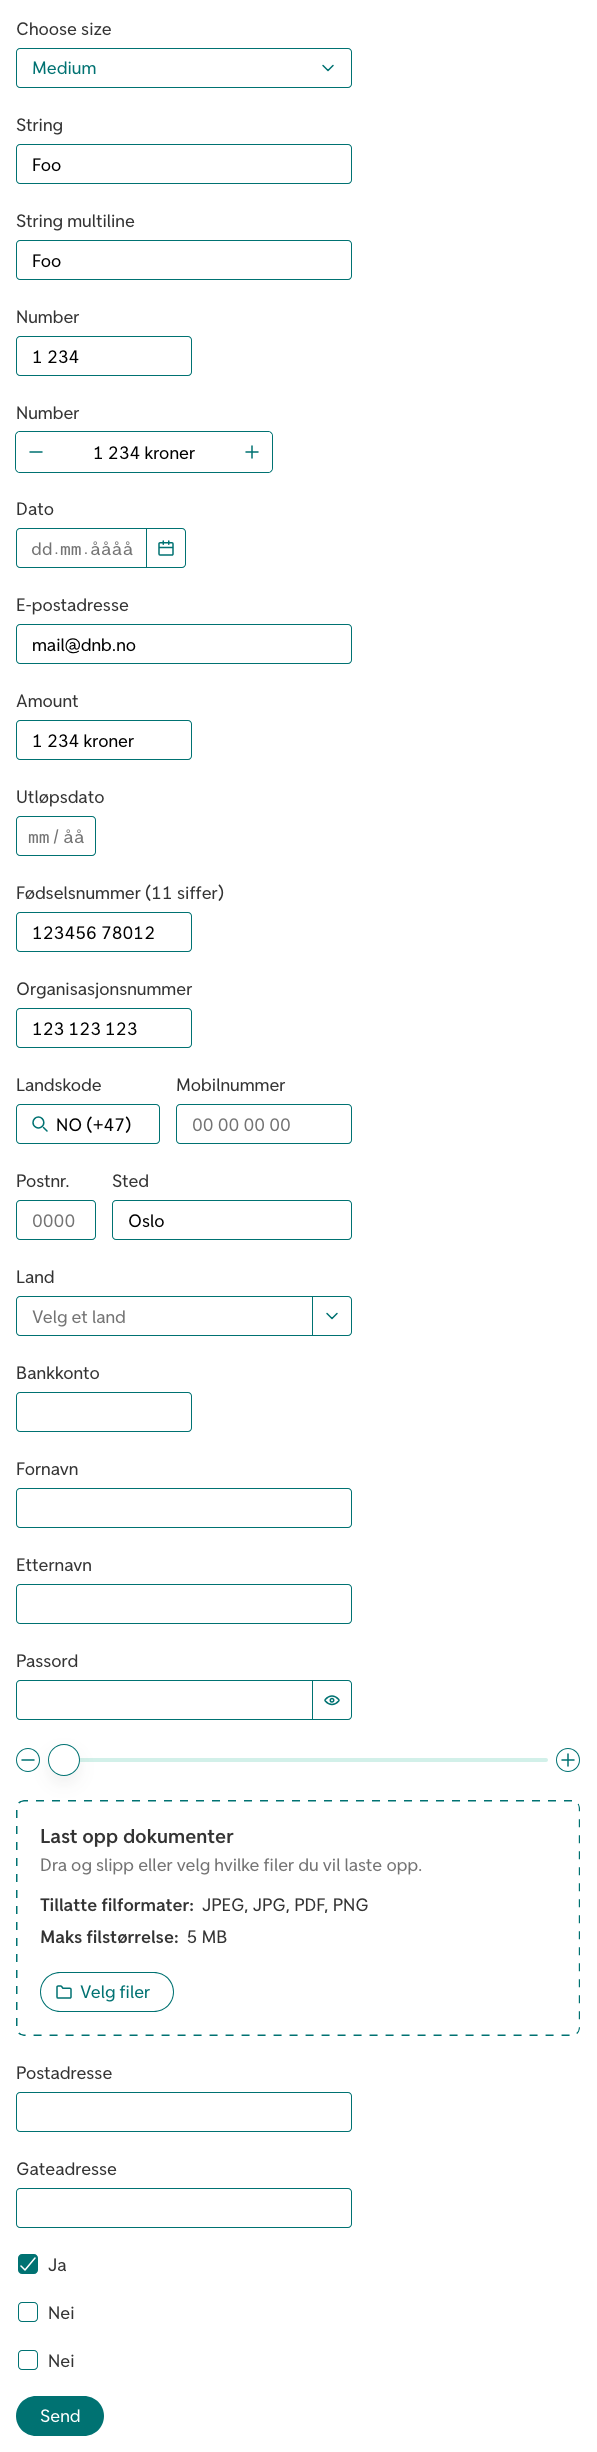 Choose size
Medium
String
Foo
String multiline
Foo
Number
1 234
Number
1 234 kroner
Dato
dd.mm.åååå
E-postadresse
mail@dnb.no
Amount
1 234 kroner
Utløpsdato
mm / åå
Fødselsnummer (11 siffer)
123456 78012
Organisasjonsnummer
123 123 123
Landskode Mobilnummer
NO (+47) 00 00 00 00
Postnr. Sted
0000 Oslo
Land
Velg et land
Bankkonto
Fornavn
Etternavn
Passord
Last opp dokumenter
Dra og slipp eller velg hvilke filer du vil laste opp.
Tillatte filformater: JPEG, JPG, PDF, PNG
Maks filstørrelse: 5 MB
Velg filer
Postadresse
Gateadresse
Ja
Nei
Nei
Send